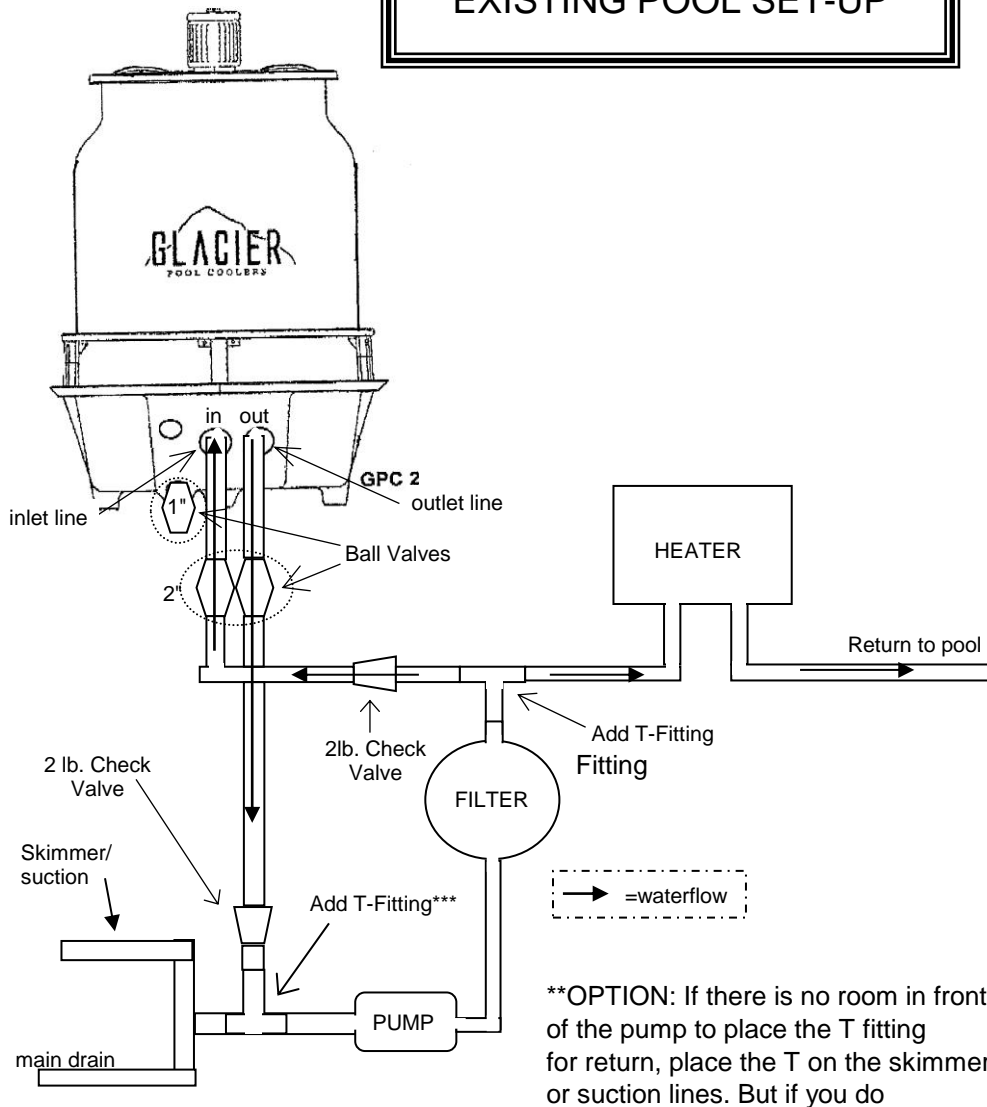 EXISTING POOL SET-UP
GLACIER
POOL COOLERS
in out
GPC 2
inlet line
outlet line
1"
Ball Valves
2"
HEATER
Return to pool
2lb. Check
Valve
Add T-Fitting
Fitting
2 lb. Check
Valve
FILTER
Skimmer/
suction
=waterflow
Add T-Fitting***
PUMP
main drain
**OPTION: If there is no room in front
of the pump to place the T fitting
for return, place the T on the skimmer
or suction lines. But if you do